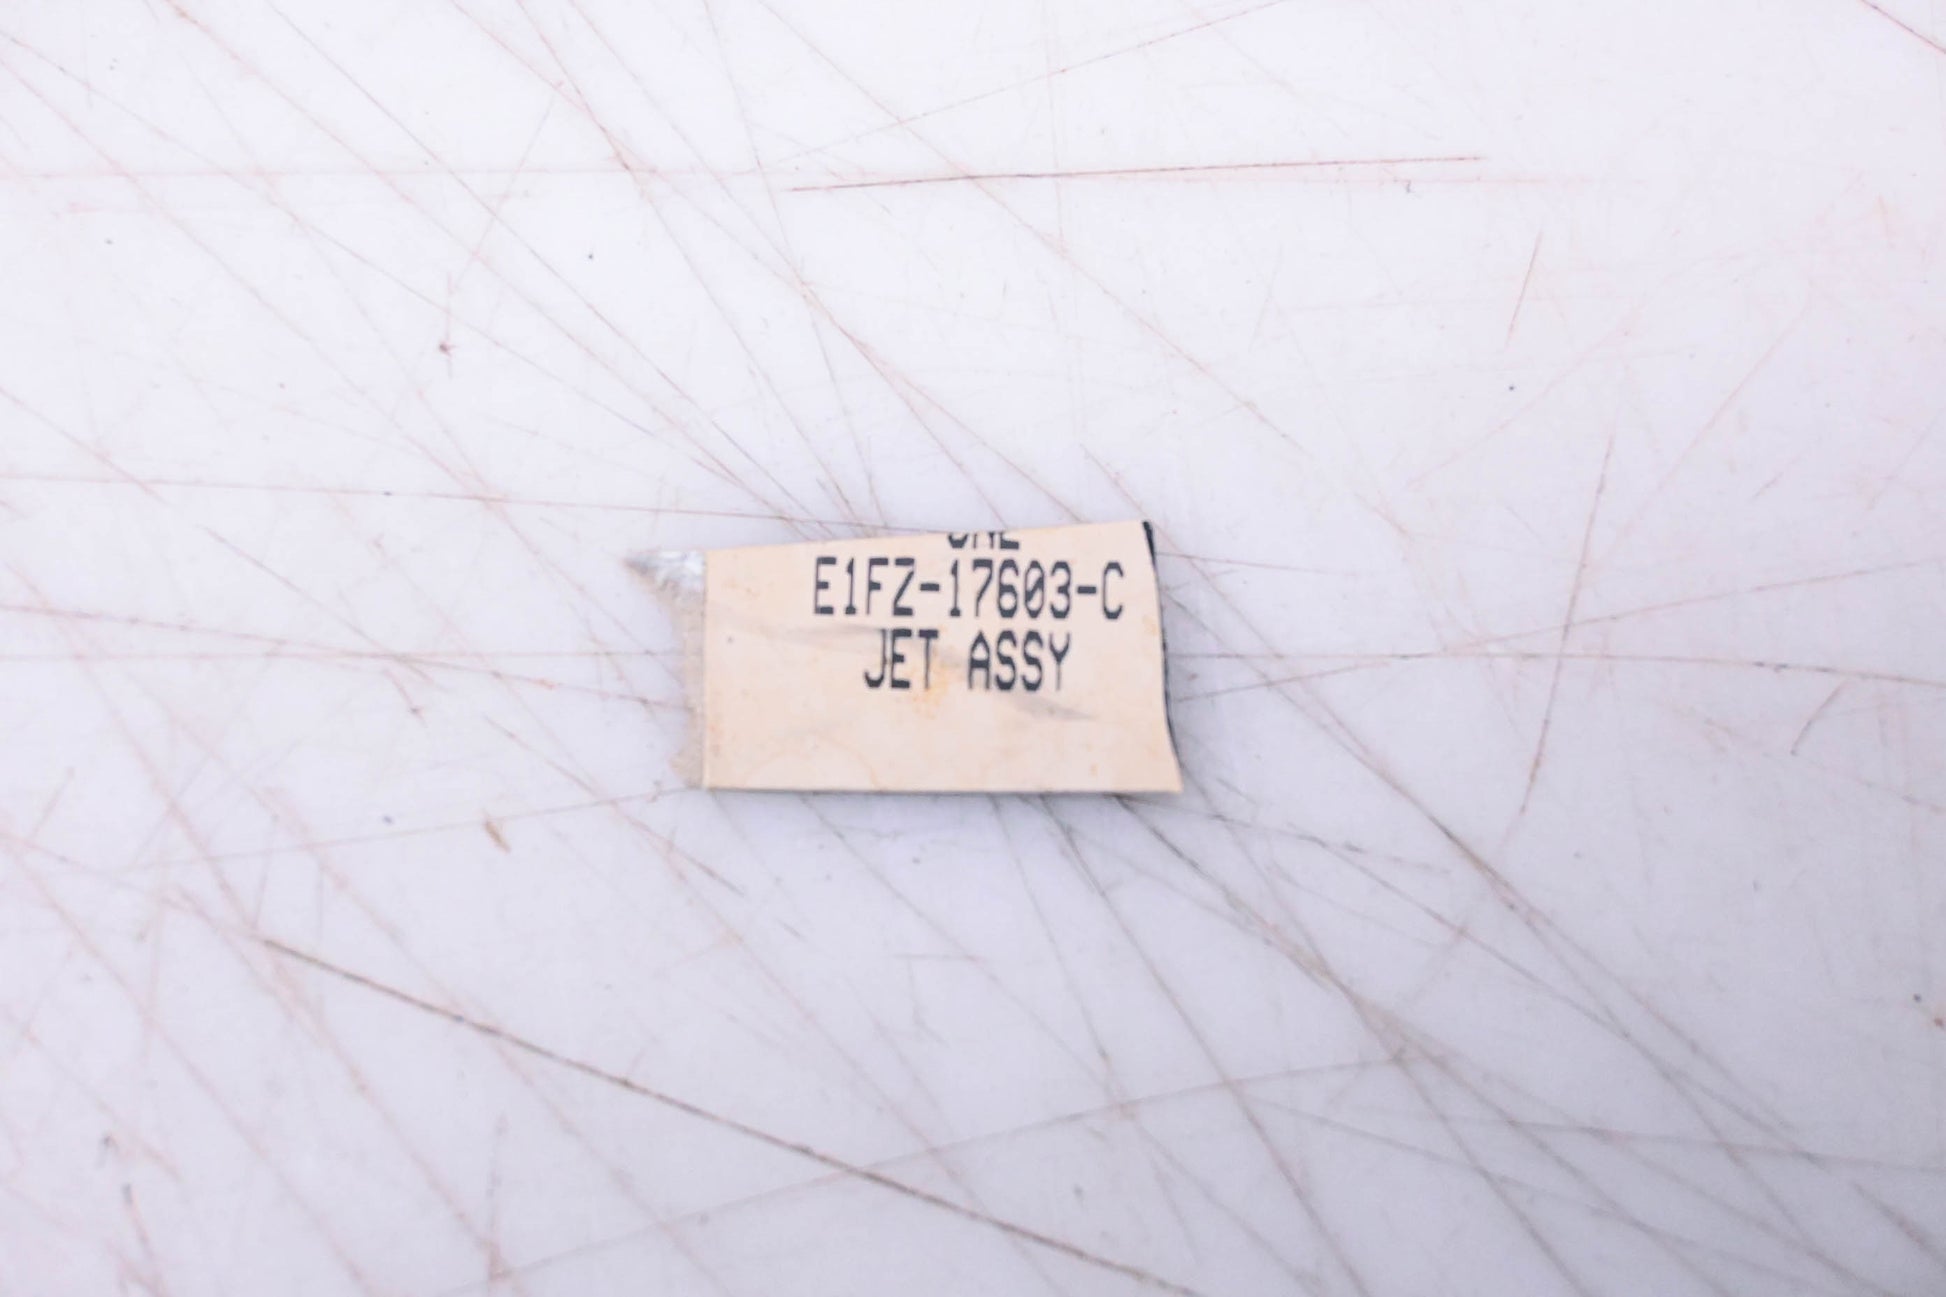 E1FZ-17603-C
JET ASSY